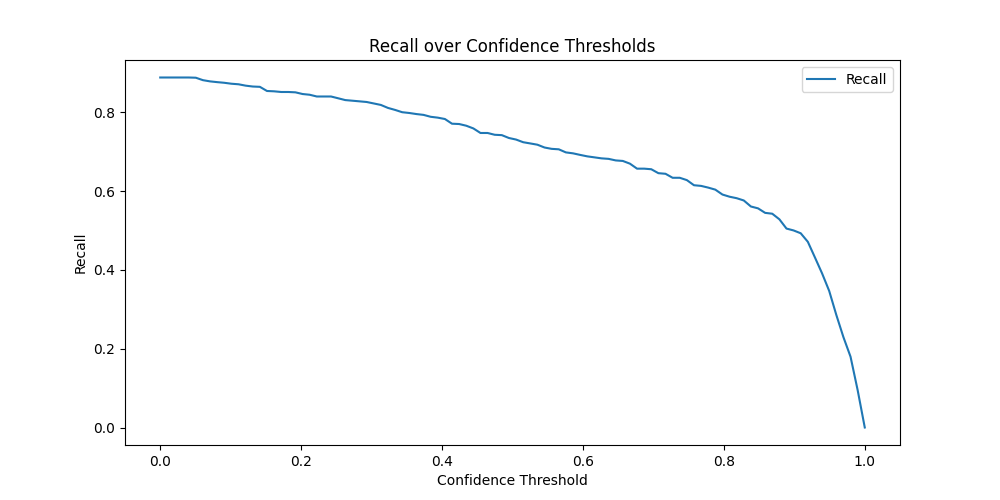 Recall over Confidence Thresholds
Recall
Recall
0.8
0.6
0.4
0.2
0.0
0.0 0.2 0.4 0.6 0.8 1.0
Confidence Threshold